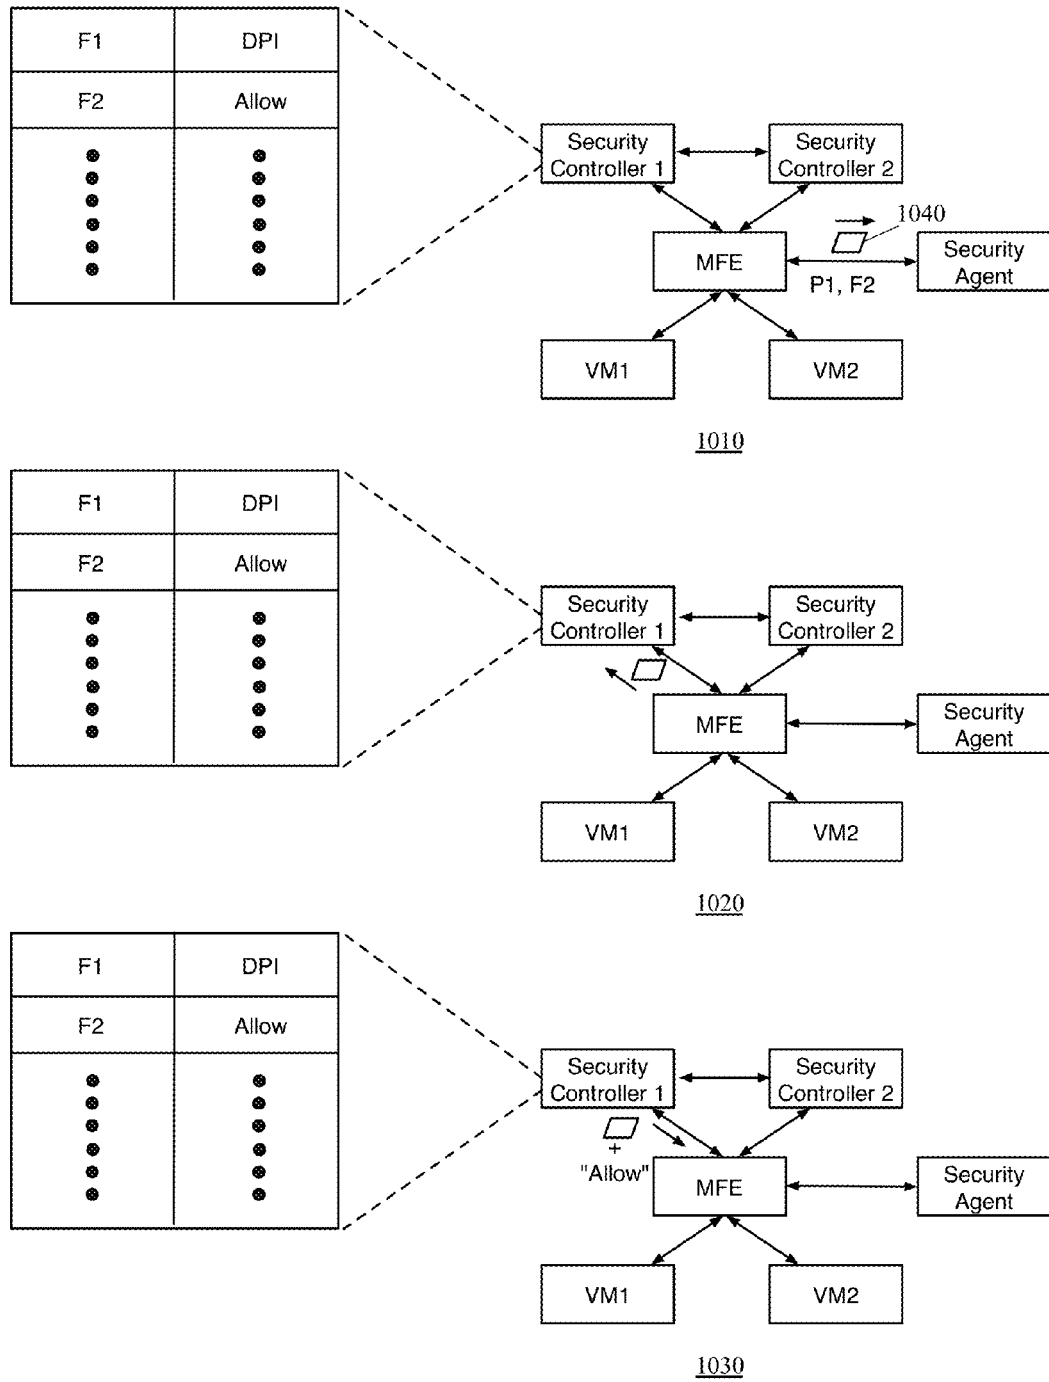 F1 DPI
F2 Allow
Security
Controller 1
Security
Controller 2
1040
MFE
Security
Agent
P1, F2
VM1
VM2
1010
F1 DPI
F2 Allow
Security
Controller 1
Security
Controller 2
MFE
Security
Agent
VM1
VM2
1020
F1 DPI
F2 Allow
Security
Controller 1
Security
Controller 2
+
"Allow"
MFE
Security
Agent
VM1
VM2
1030